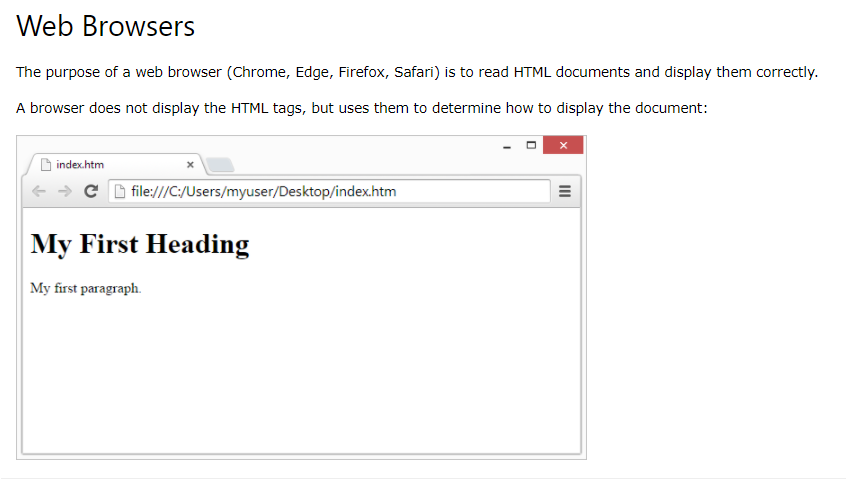 Web Browsers
The purpose of a web browser (Chrome, Edge, Firefox, Safari) is to read HTML documents and display them correctly.
A browser does not display the HTML tags, but uses them to determine how to display the document:
index.htm
file:///C:/Users/myuser/Desktop/index.htm
My First Heading
My first paragraph.